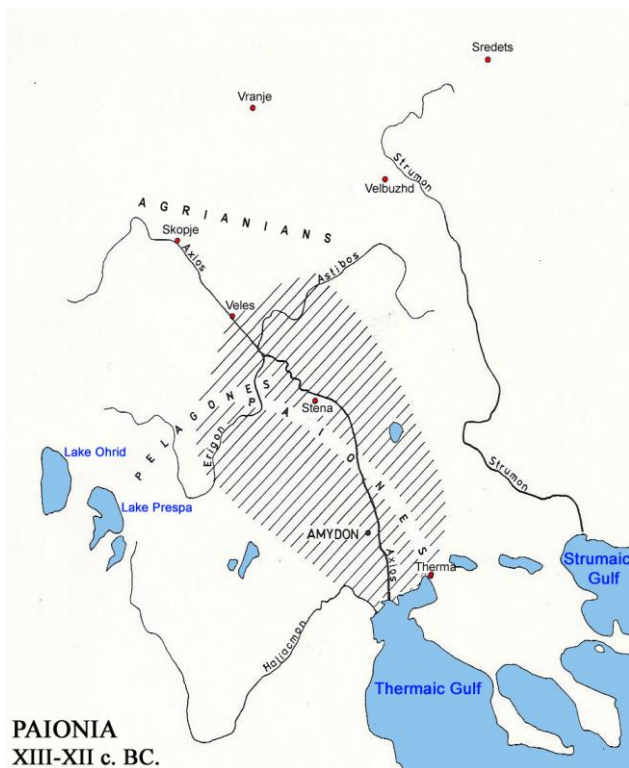 Sredets
Vranje
Strumon
Velbuzhd
AGRIANIANS
Skopje
Axios
Astibos
Veles
PELAGONES
PAIONES
Stena
Erigon
Lake Ohrid
Lake Prespa
Strumon
AMYDON
Axios
Therma
Strumaic
Gulf
Haliacmon
Thermaic Gulf
PAIONIA
XIII-XII c. BC.